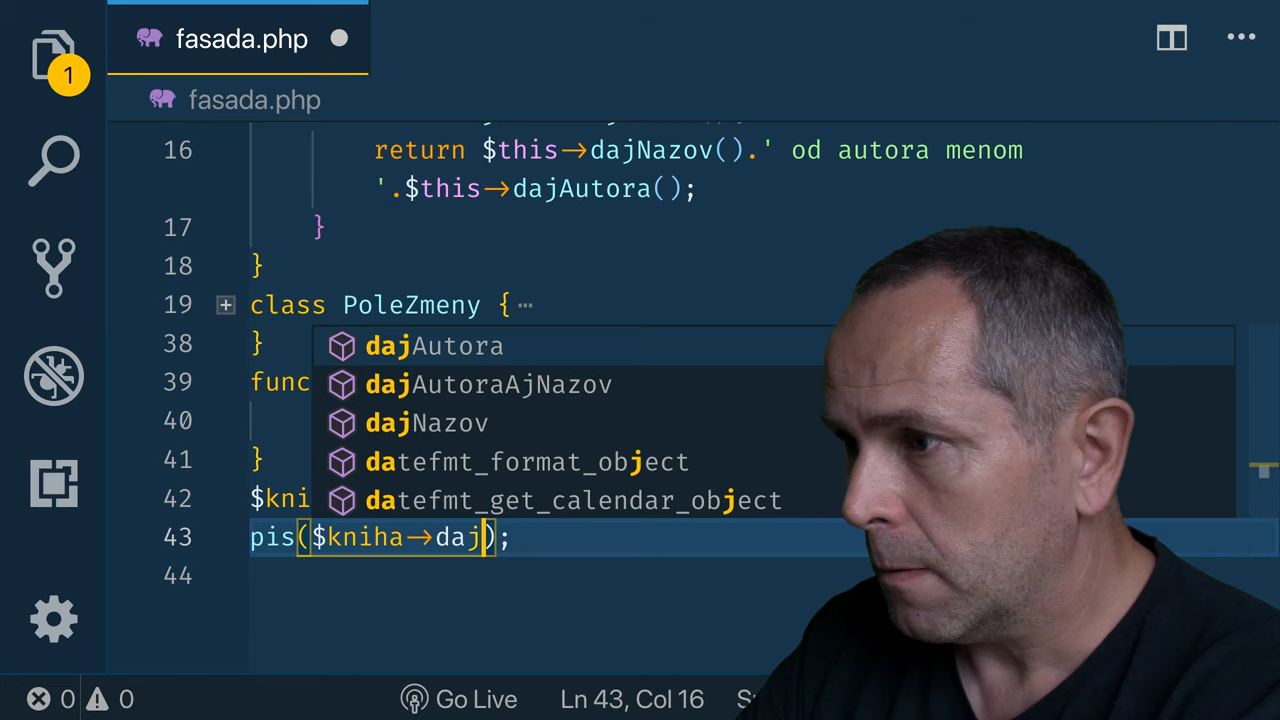 fasada.php
1
fasada.php
16 return $this->dajNazov().' od autora menom
'.$this->dajAutora();
17 }
18 }
19 class PoleZmeny {
38 }
39 func
40
41 }
42 $kni
43 pis($kniha->daj);
44
dajAutora
dajAutoraAjNazov
dajNazov
datefmt_format_object
datefmt_get_calendar_object
0 0 Go Live Ln 43, Col 16